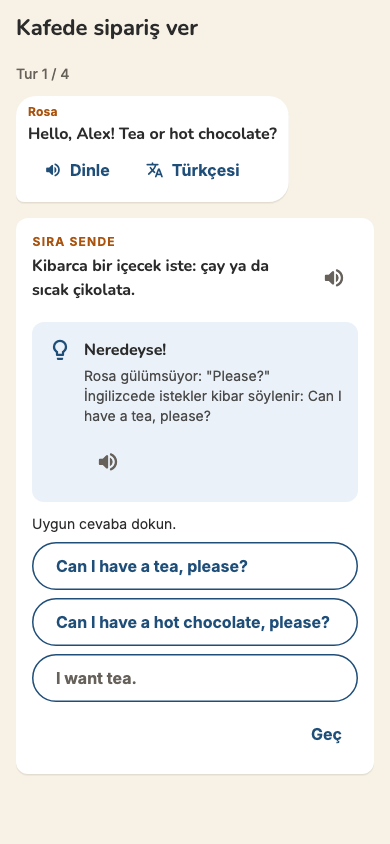 Kafede sipariş ver
Tur 1 / 4
Rosa
Hello, Alex! Tea or hot chocolate?
Dinle
Türkçesi
SIRA SENDE
Kibarca bir içecek iste: çay ya da
sıcak çikolata.
Neredeyse!
Rosa gülümsüyor: "Please?"
İngilizcede istekler kibar söylenir: Can I
have a tea, please?
Uygun cevaba dokun.
Can I have a tea, please?
Can I have a hot chocolate, please?
I want tea.
Geç